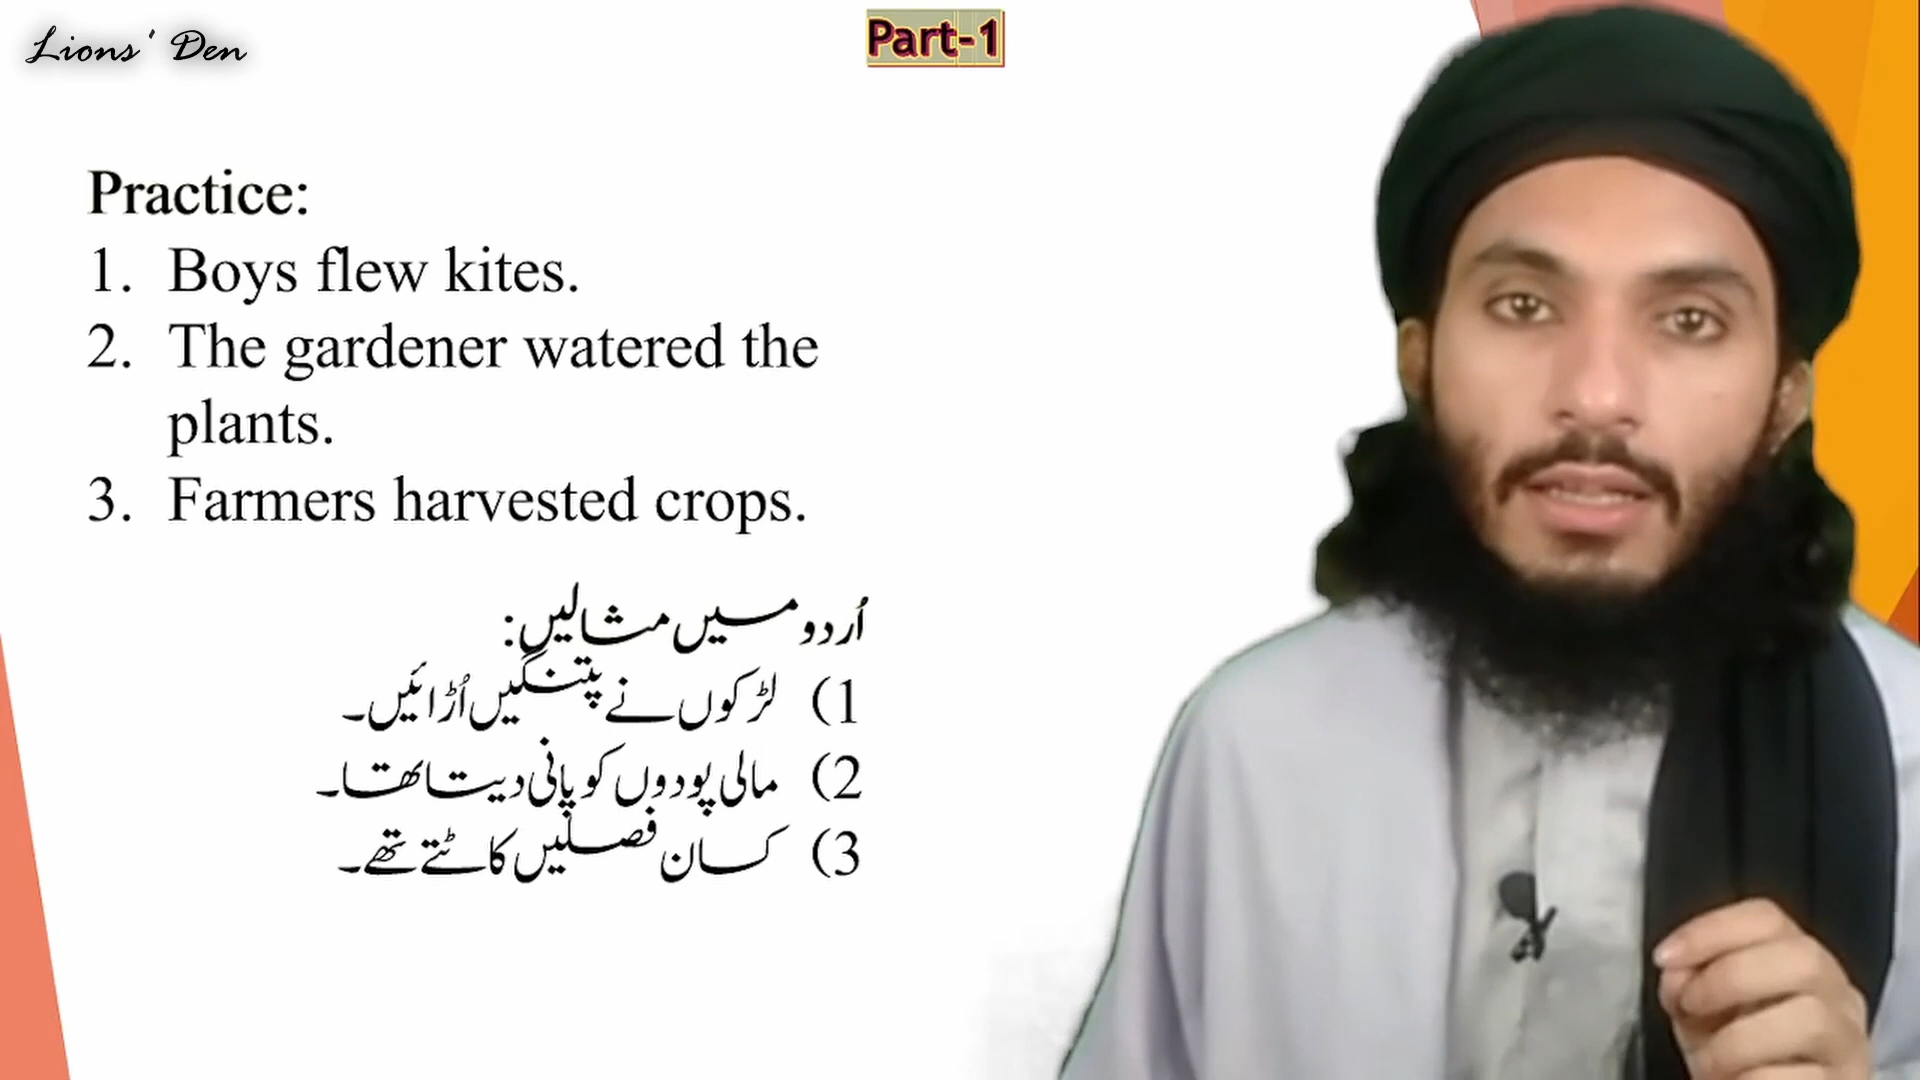 Lions' Den
Part-1
Practice:
1. Boys flew kites.
2. The gardener watered the
plants.
3. Farmers harvested crops.
اُردو میں مثالیں:
1) لڑکوں نے پتنگیں اُڑائیں۔
2) مالی پودوں کو پانی دیتا تھا۔
3) کسان فصلیں کاٹتے تھے۔